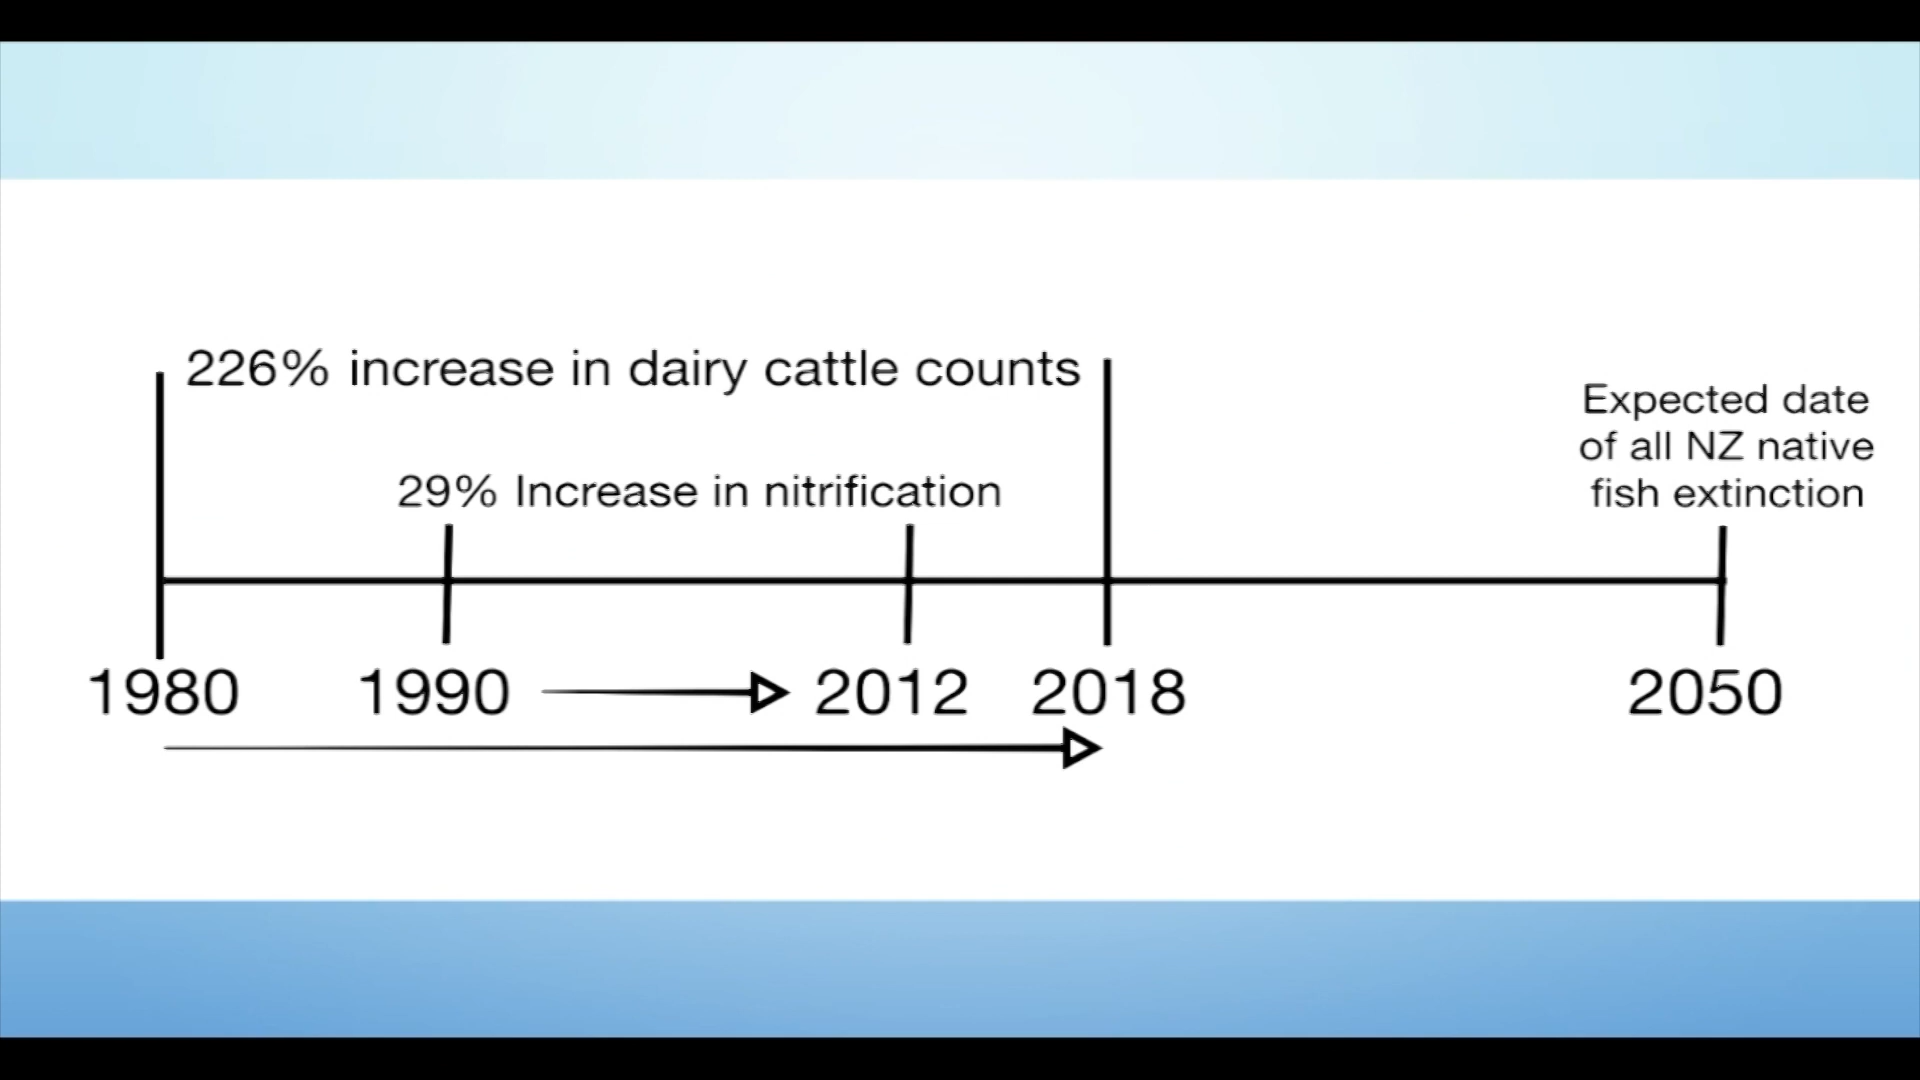 226% increase in dairy cattle counts
Expected date
of all NZ native
fish extinction
29% Increase in nitrification
1980 1990 2012 2018 2050